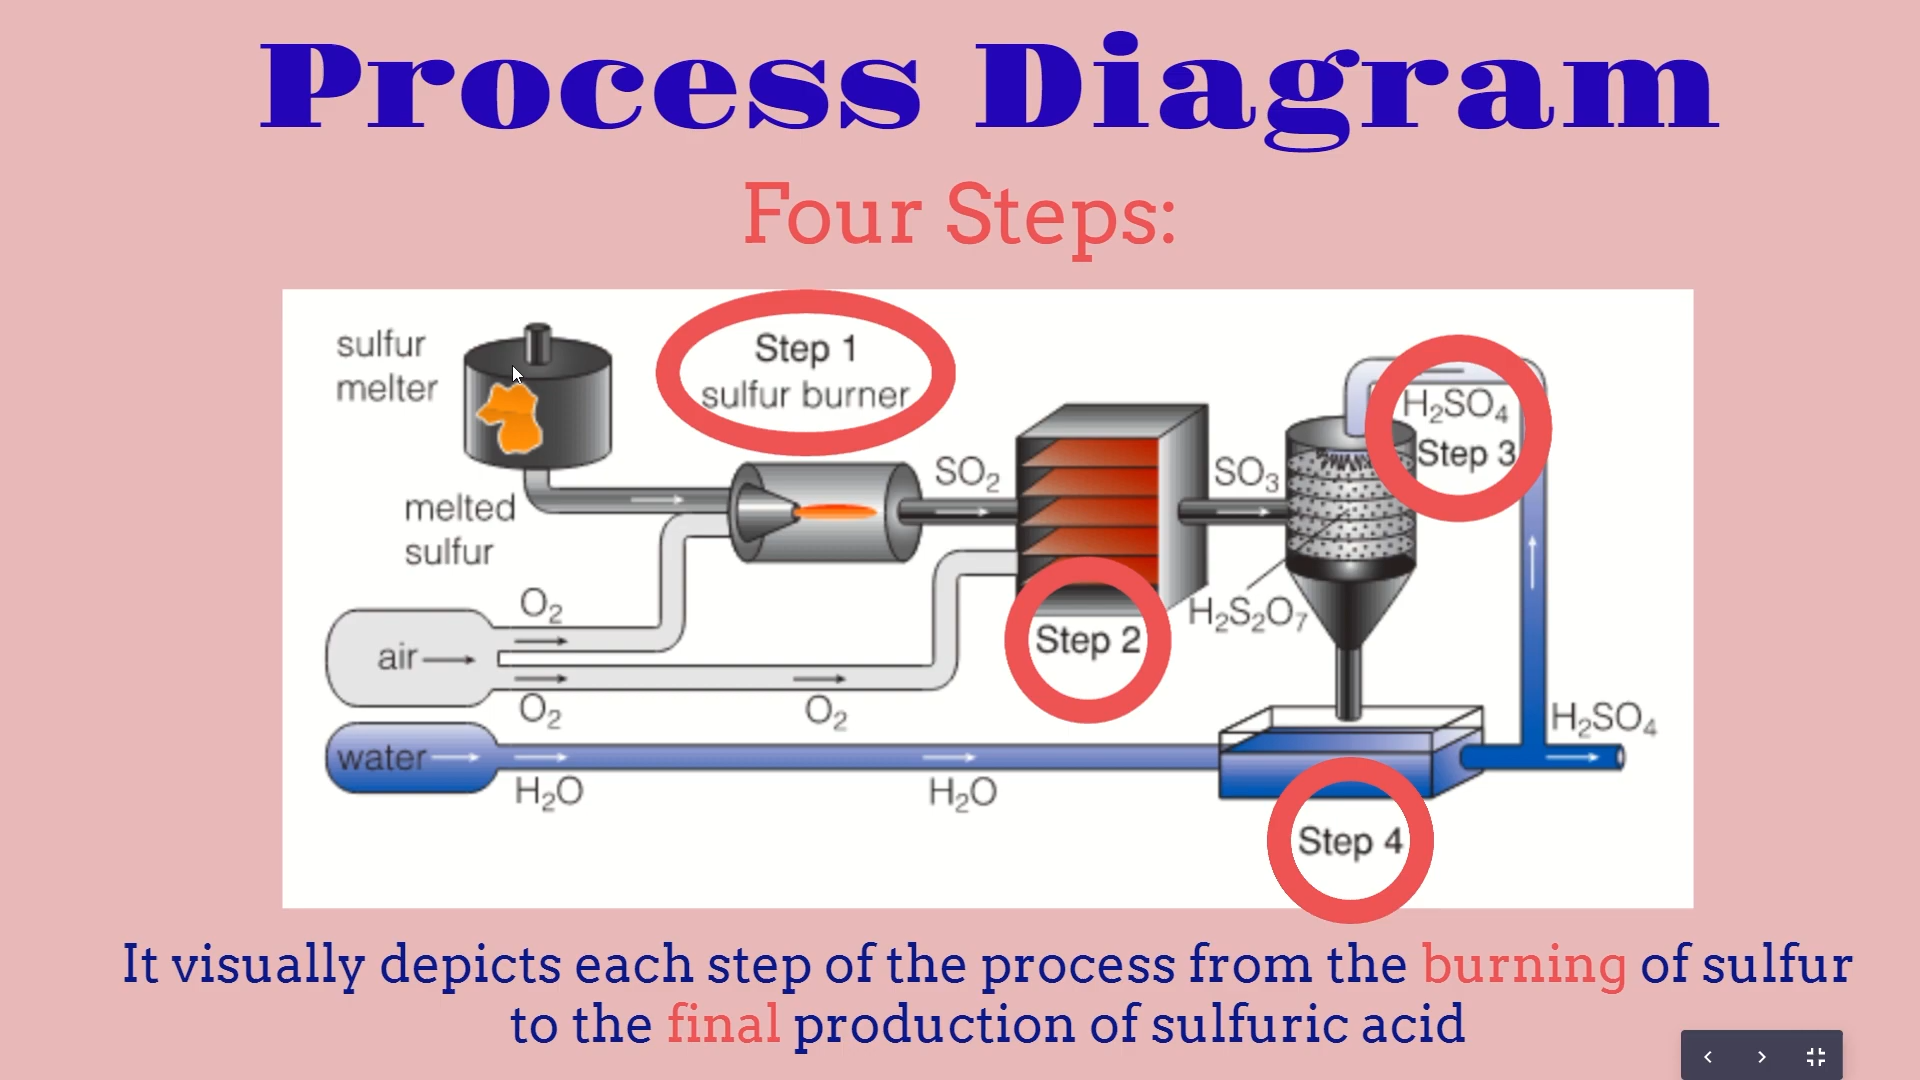 Process Diagram
Four Steps:
sulfur
melter
Step 1
sulfur burner
H₂SO₄
Step 3
SO₂
SO₃
melted
sulfur
O₂
H₂S₂O₇
Step 2
air
O₂
O₂
H₂SO₄
water
H₂O
H₂O
Step 4
It visually depicts each step of the process from the burning of sulfur
to the final production of sulfuric acid